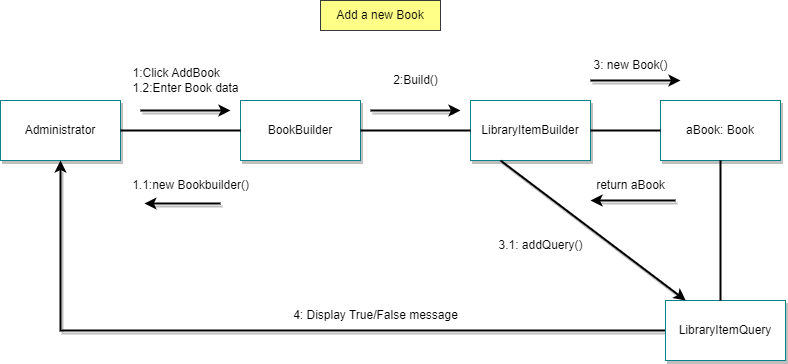 Add a new Book
1:Click AddBook
1.2:Enter Book data
2:Build()
3: new Book()
Administrator
BookBuilder
LibraryItemBuilder
aBook: Book
1.1:new Bookbuilder()
return aBook
3.1: addQuery()
4: Display True/False message
LibraryItemQuery